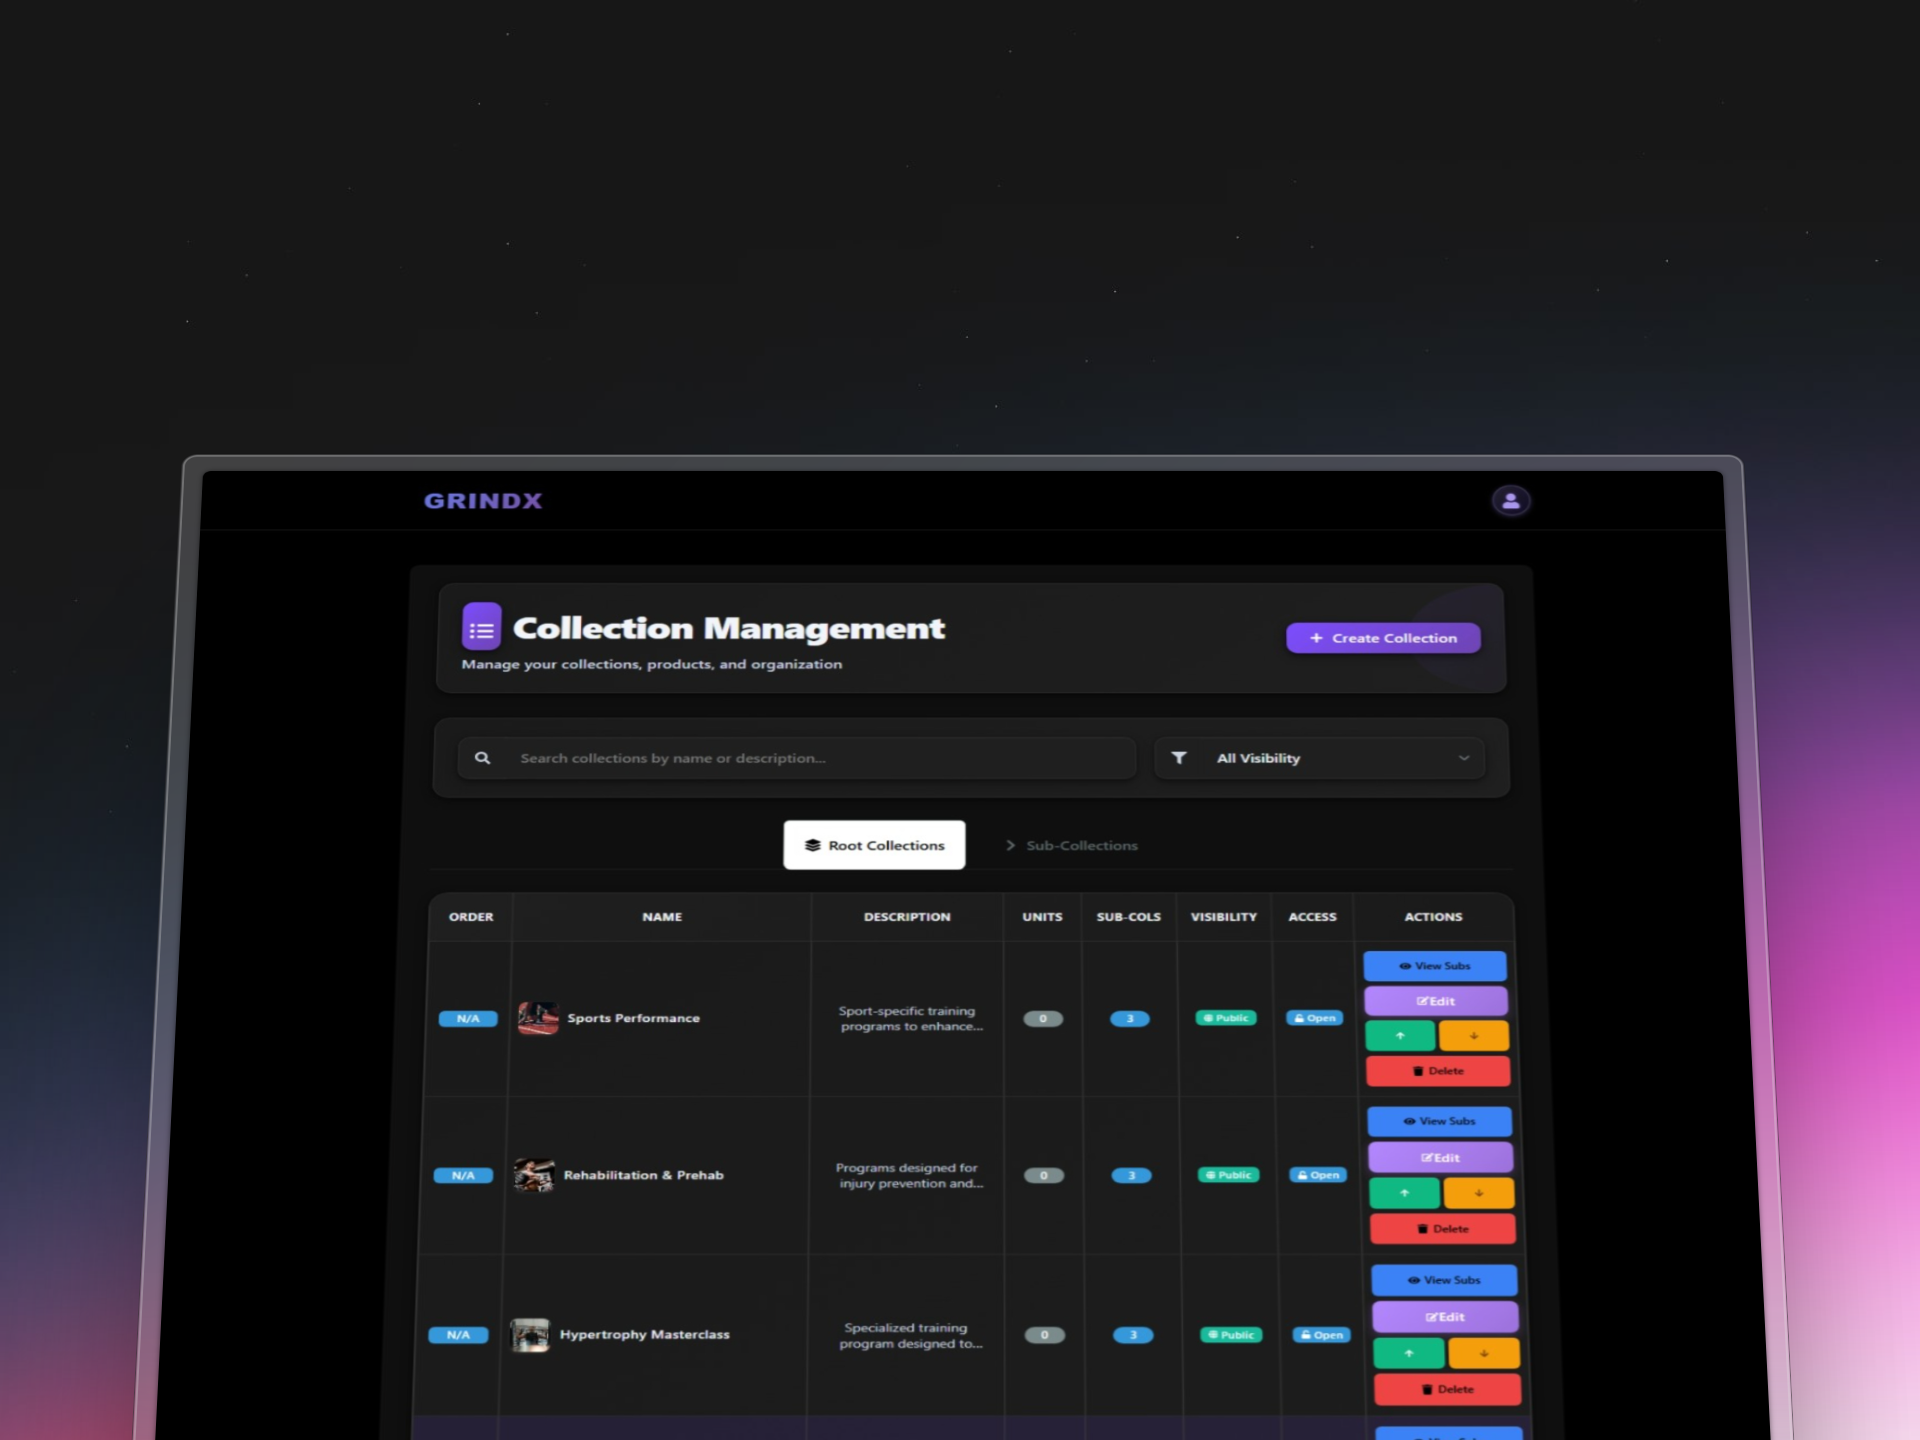 GRINDX
Collection Management
Manage your collections, products, and organization
+ Create Collection
Search collections by name or description...
All Visibility
Root Collections
Sub-Collections
ORDER NAME DESCRIPTION UNITS SUB-COLS VISIBILITY ACCESS ACTIONS
View Subs
Edit
N/A Sports Performance
Sport-specific training
programs to enhance...
0 3 Public Open
Delete
View Subs
Edit
N/A Rehabilitation & Prehab
Programs designed for
injury prevention and...
0 3 Public Open
Delete
View Subs
Edit
N/A Hypertrophy Masterclass
Specialized training
program designed to...
0 3 Public Open
Delete